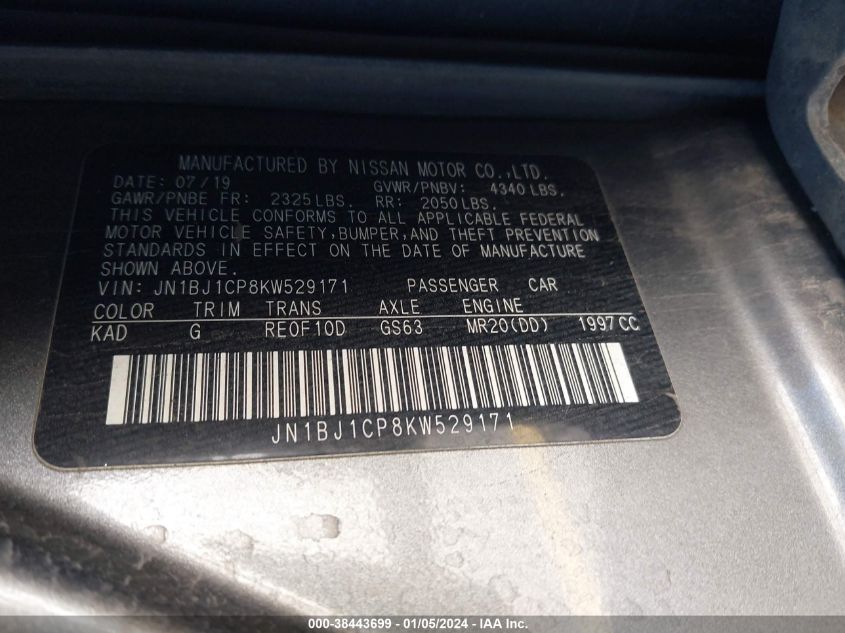 MANUFACTURED BY NISSAN MOTOR CO.,LTD.
DATE: 07/19 GVWR/PNBV: 4340 LBS.
GAWR/PNBE FR: 2325 LBS. RR: 2050 LBS.
THIS VEHICLE CONFORMS TO ALL APPLICABLE FEDERAL
MOTOR VEHICLE SAFETY, BUMPER, AND THEFT PREVENTION
STANDARDS IN EFFECT ON THE DATE OF MANUFACTURE
SHOWN ABOVE.
VIN: JN1BJ1CP8KW529171 PASSENGER CAR
COLOR TRIM TRANS AXLE ENGINE
KAD G RE0F10D GS63 MR20(DD) 1997CC
JN1BJ1CP8KW529171
000-38443699 - 01/05/2024 - IAA Inc.